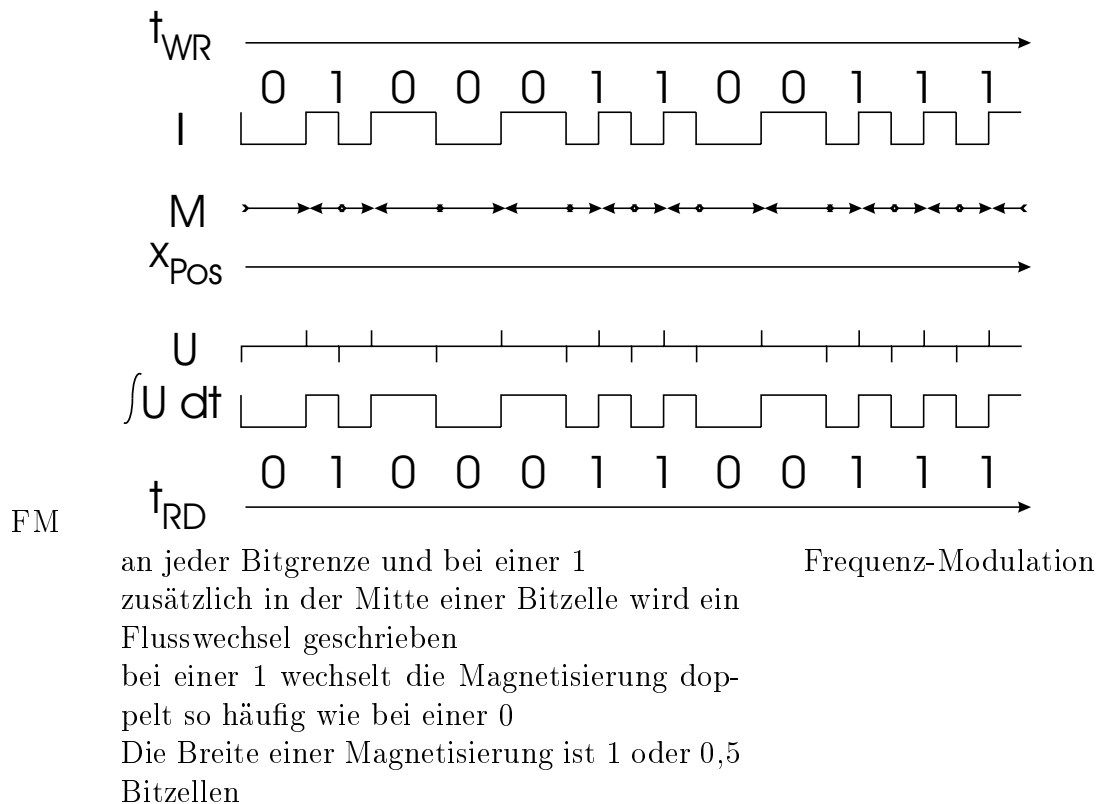 tWR
0 1 0 0 0 1 1 0 0 1 1 1
I
M
xPos
U
∫U dt
0 1 0 0 0 1 1 0 0 1 1 1
FM tRD
an jeder Bitgrenze und bei einer 1 Frequenz-Modulation
zusätzlich in der Mitte einer Bitzelle wird ein
Flusswechsel geschrieben
bei einer 1 wechselt die Magnetisierung dop-
pelt so häufig wie bei einer 0
Die Breite einer Magnetisierung ist 1 oder 0,5
Bitzellen